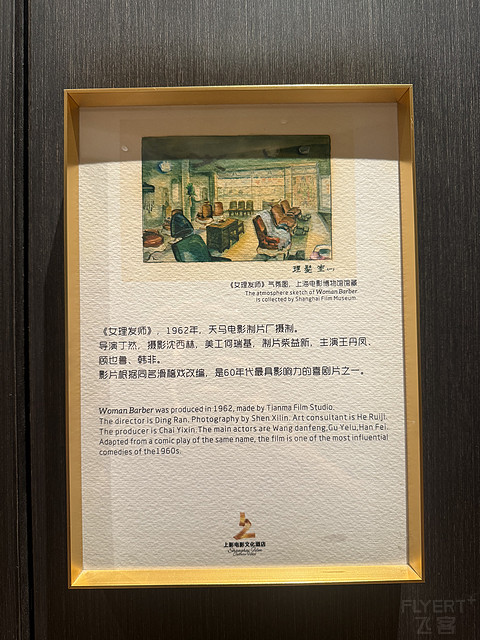 理髮室(一)
《女理发师》气氛图，上海电影博物馆馆藏
The atmosphere sketch of Woman Barber
is collected by Shanghai Film Museum.
《女理发师》，1962年，天马电影制片厂摄制。
导演丁然，摄影沈西林，美工何瑞基，制片柴益新，主演王丹凤、
顾也鲁、韩非。
影片根据同名滑稽戏改编，是60年代最具影响力的喜剧片之一。
Woman Barber was produced in 1962, made by Tianma Film Studio.
The director is Ding Ran. Photography by Shen Xilin. Art consultant is He Ruiji.
The producer is Chai Yixin. The main actors are Wang danfeng,Gu Yelu,Han Fei.
Adapted from a comic play of the same name, the film is one of the most influential
comedies of the1960s.
上影电影文化酒店
Shanghai Film
FLYERT
飞客